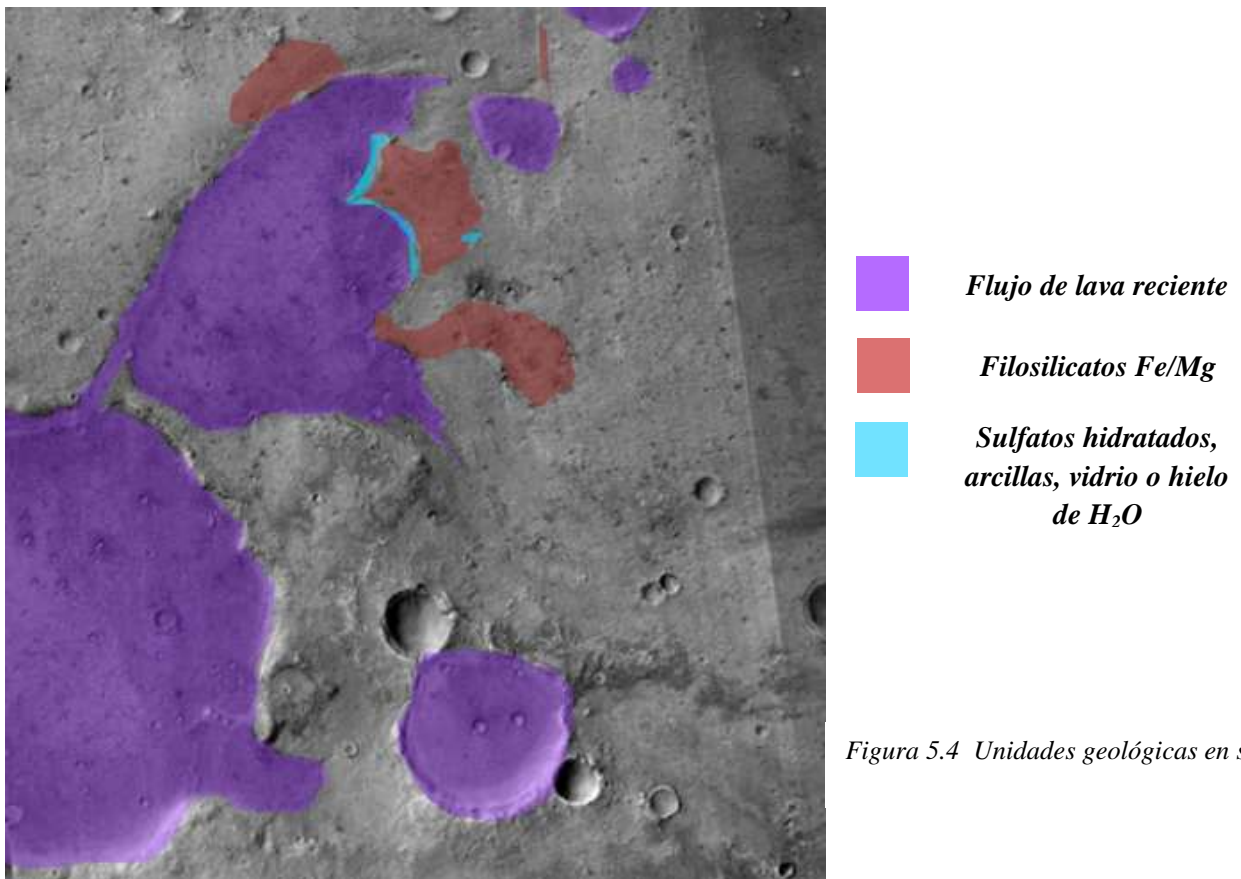 Flujo de lava reciente
Filosilicatos Fe/Mg
Sulfatos hidratados,
arcillas, vidrio o hielo
de H₂O
Figura 5.4 Unidades geológicas en s